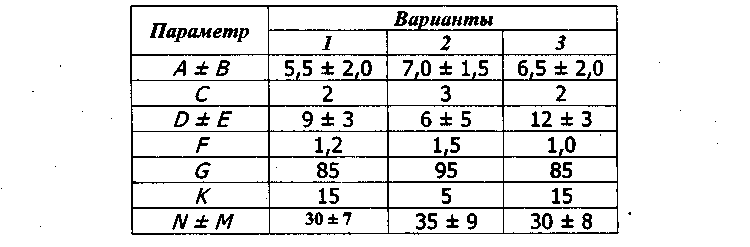 Параметр Варианты
1 2 3
A ± B 5,5 ± 2,0 7,0 ± 1,5 6,5 ± 2,0
C 2 3 2
D ± E 9 ± 3 6 ± 5 12 ± 3
F 1,2 1,5 1,0
G 85 95 85
K 15 5 15
N ± M 30 ± 7 35 ± 9 30 ± 8